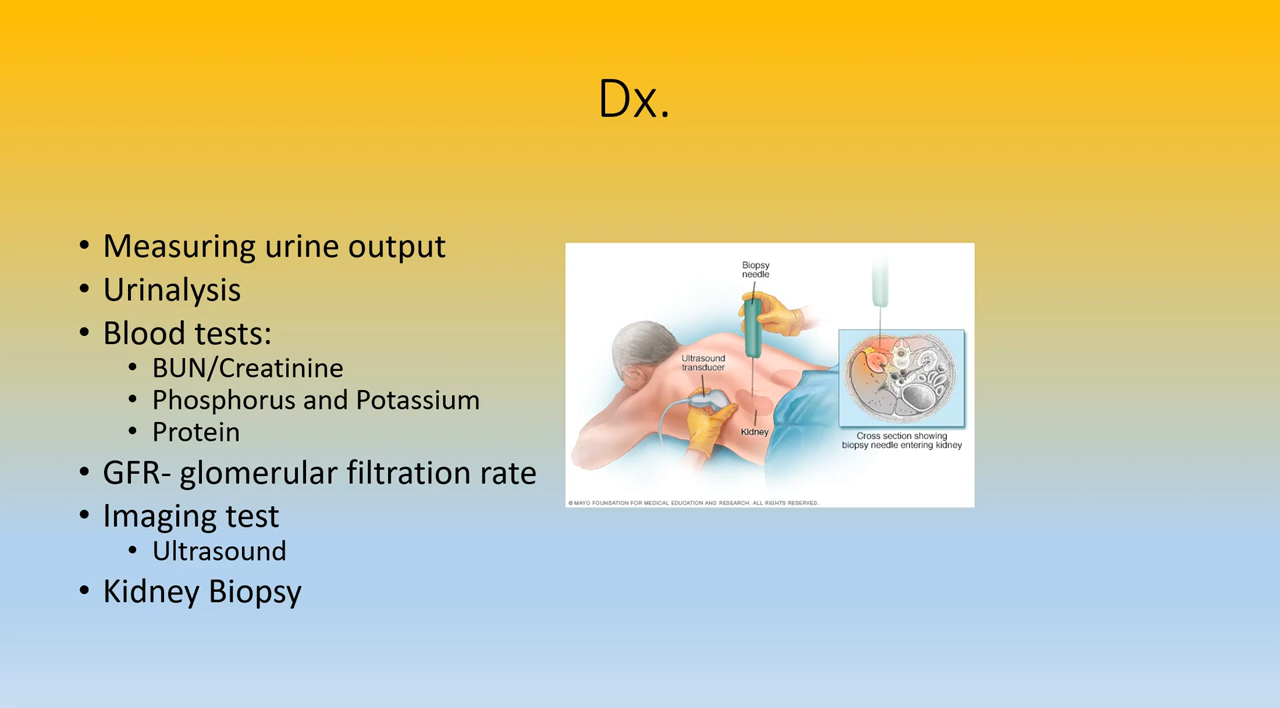 Dx.
• Measuring urine output
• Urinalysis
• Blood tests:
• BUN/Creatinine
• Phosphorus and Potassium
• Protein
• GFR- glomerular filtration rate
• Imaging test
• Ultrasound
• Kidney Biopsy
Biopsy
needle
Ultrasound
transducer
Kidney
Cross section showing
biopsy needle entering kidney
© MAYO FOUNDATION FOR MEDICAL EDUCATION AND RESEARCH. ALL RIGHTS RESERVED.